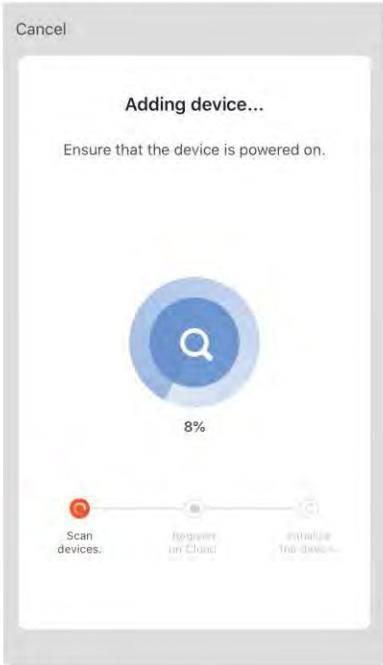 Cancel
Adding device...
Ensure that the device is powered on.
8%
Scan
devices.
Register
on Cloud
Initialize
the device.